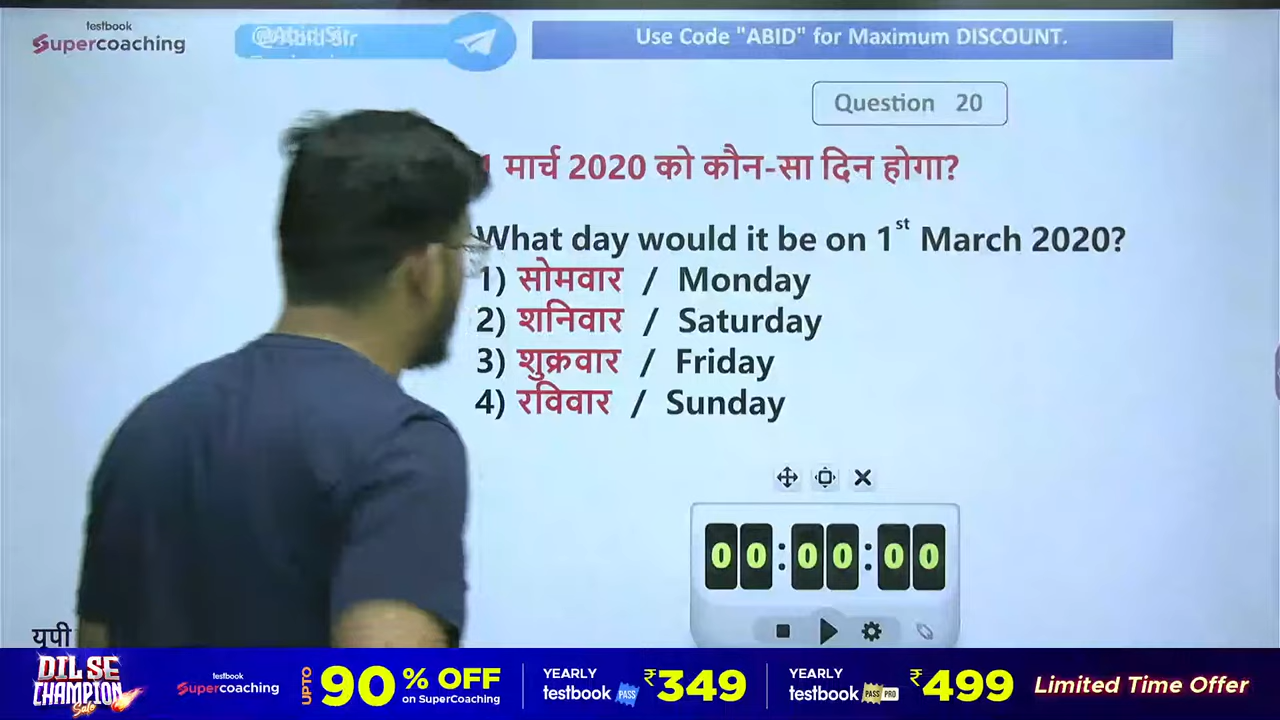 testbook
Supercoaching
Use Code "ABID" for Maximum DISCOUNT.
Question 20
मार्च 2020 को कौन-सा दिन होगा?
What day would it be on 1st March 2020?
1) सोमवार / Monday
2) शनिवार / Saturday
3) शुक्रवार / Friday
4) रविवार / Sunday
00:00:00
यूपी
DIL SE
CHAMPION
Sale
testbook
Supercoaching
UPTO 90% OFF
on SuperCoaching
YEARLY
testbook PASS
₹349
YEARLY
testbook PASS PRO
₹499
Limited Time Offer